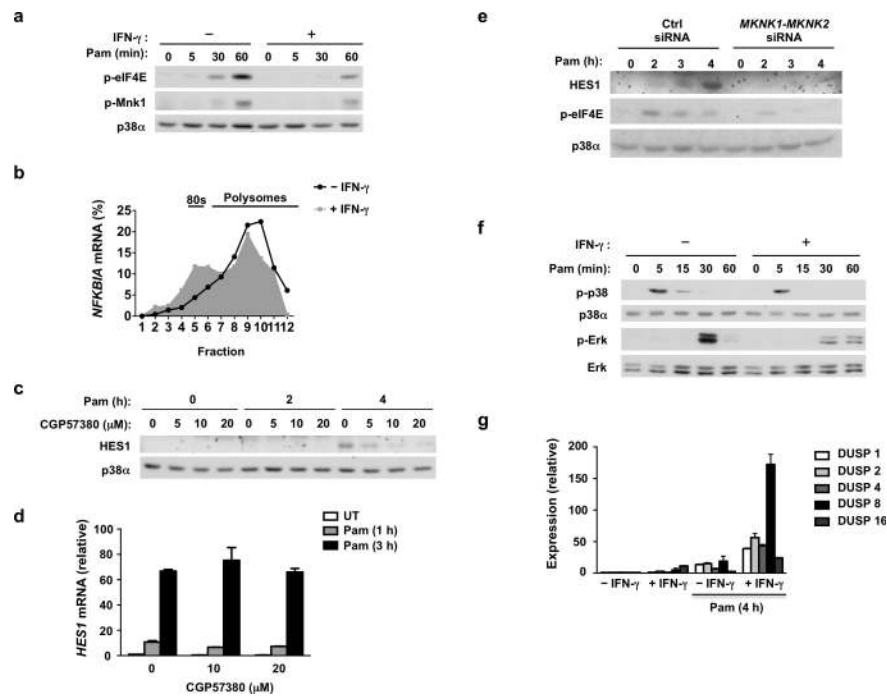 a
IFN-γ : − +
Pam (min): 0 5 30 60 0 5 30 60
p-eIF4E
p-Mnk1
p38α
b
80s Polysomes
− IFN-γ
+ IFN-γ
NFKBIA mRNA (%)
25
20
15
10
5
0
1 2 3 4 5 6 7 8 9 10 11 12
Fraction
c
Pam (h): 0 2 4
CGP57380 (μM): 0 5 10 20 0 5 10 20 0 5 10 20
HES1
p38α
d
UT
Pam (1 h)
Pam (3 h)
HES1 mRNA (relative)
100
80
60
40
20
0
0 10 20
CGP57380 (μM)
e
Ctrl siRNA
MKNK1-MKNK2 siRNA
Pam (h): 0 2 3 4 0 2 3 4
HES1
p-eIF4E
p38α
f
IFN-γ : − +
Pam (min): 0 5 15 30 60 0 5 15 30 60
p-p38
p38α
p-Erk
Erk
g
Expression (relative)
200
150
100
50
0
DUSP 1
DUSP 2
DUSP 4
DUSP 8
DUSP 16
− IFN-γ + IFN-γ − IFN-γ + IFN-γ
Pam (4 h)